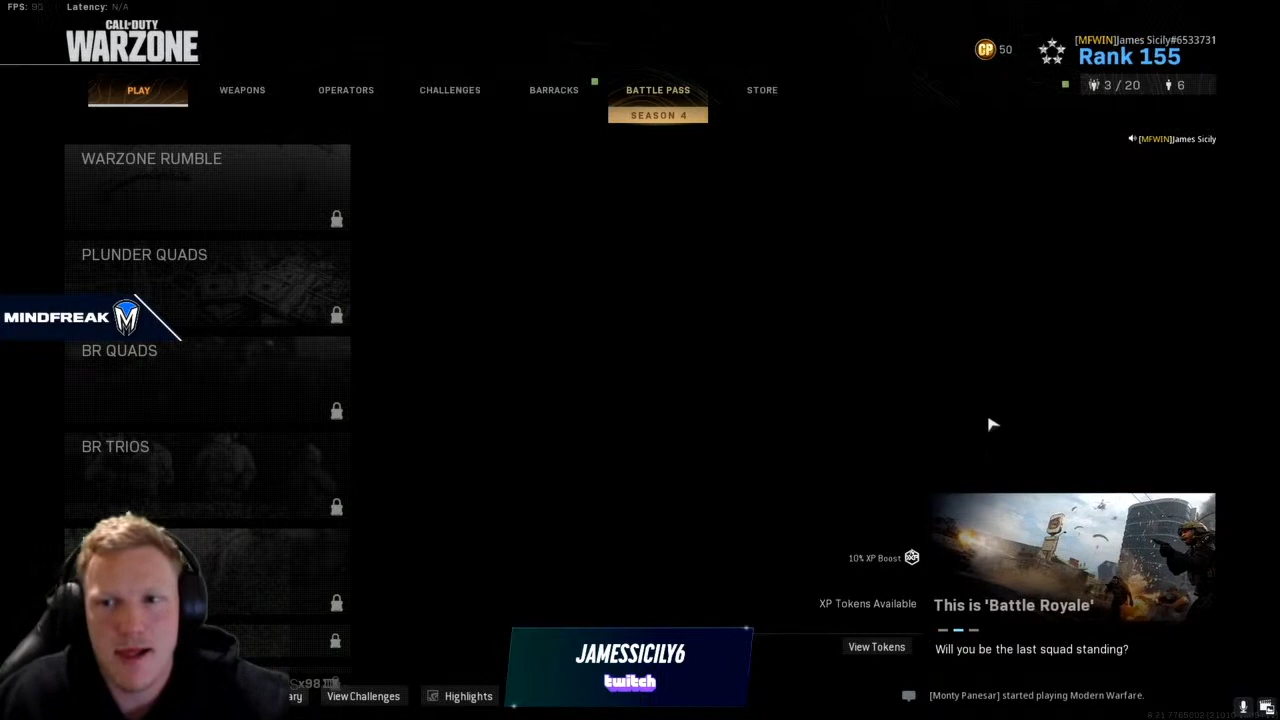 FPS: 90 Latency: N/A
CALL OF DUTY
WARZONE
CP 50
[MFWIN]James Sicily#6533731
Rank 155
3 / 20 6
PLAY WEAPONS OPERATORS CHALLENGES BARRACKS BATTLE PASS STORE
SEASON 4
[MFWIN]James Sicily
WARZONE RUMBLE
PLUNDER QUADS
MINDFREAK
BR QUADS
BR TRIOS
10% XP Boost
XP Tokens Available
View Tokens
This is 'Battle Royale'
Will you be the last squad standing?
JAMESSICILY6
twitch
View Challenges
Highlights
[Monty Panesar] started playing Modern Warfare.